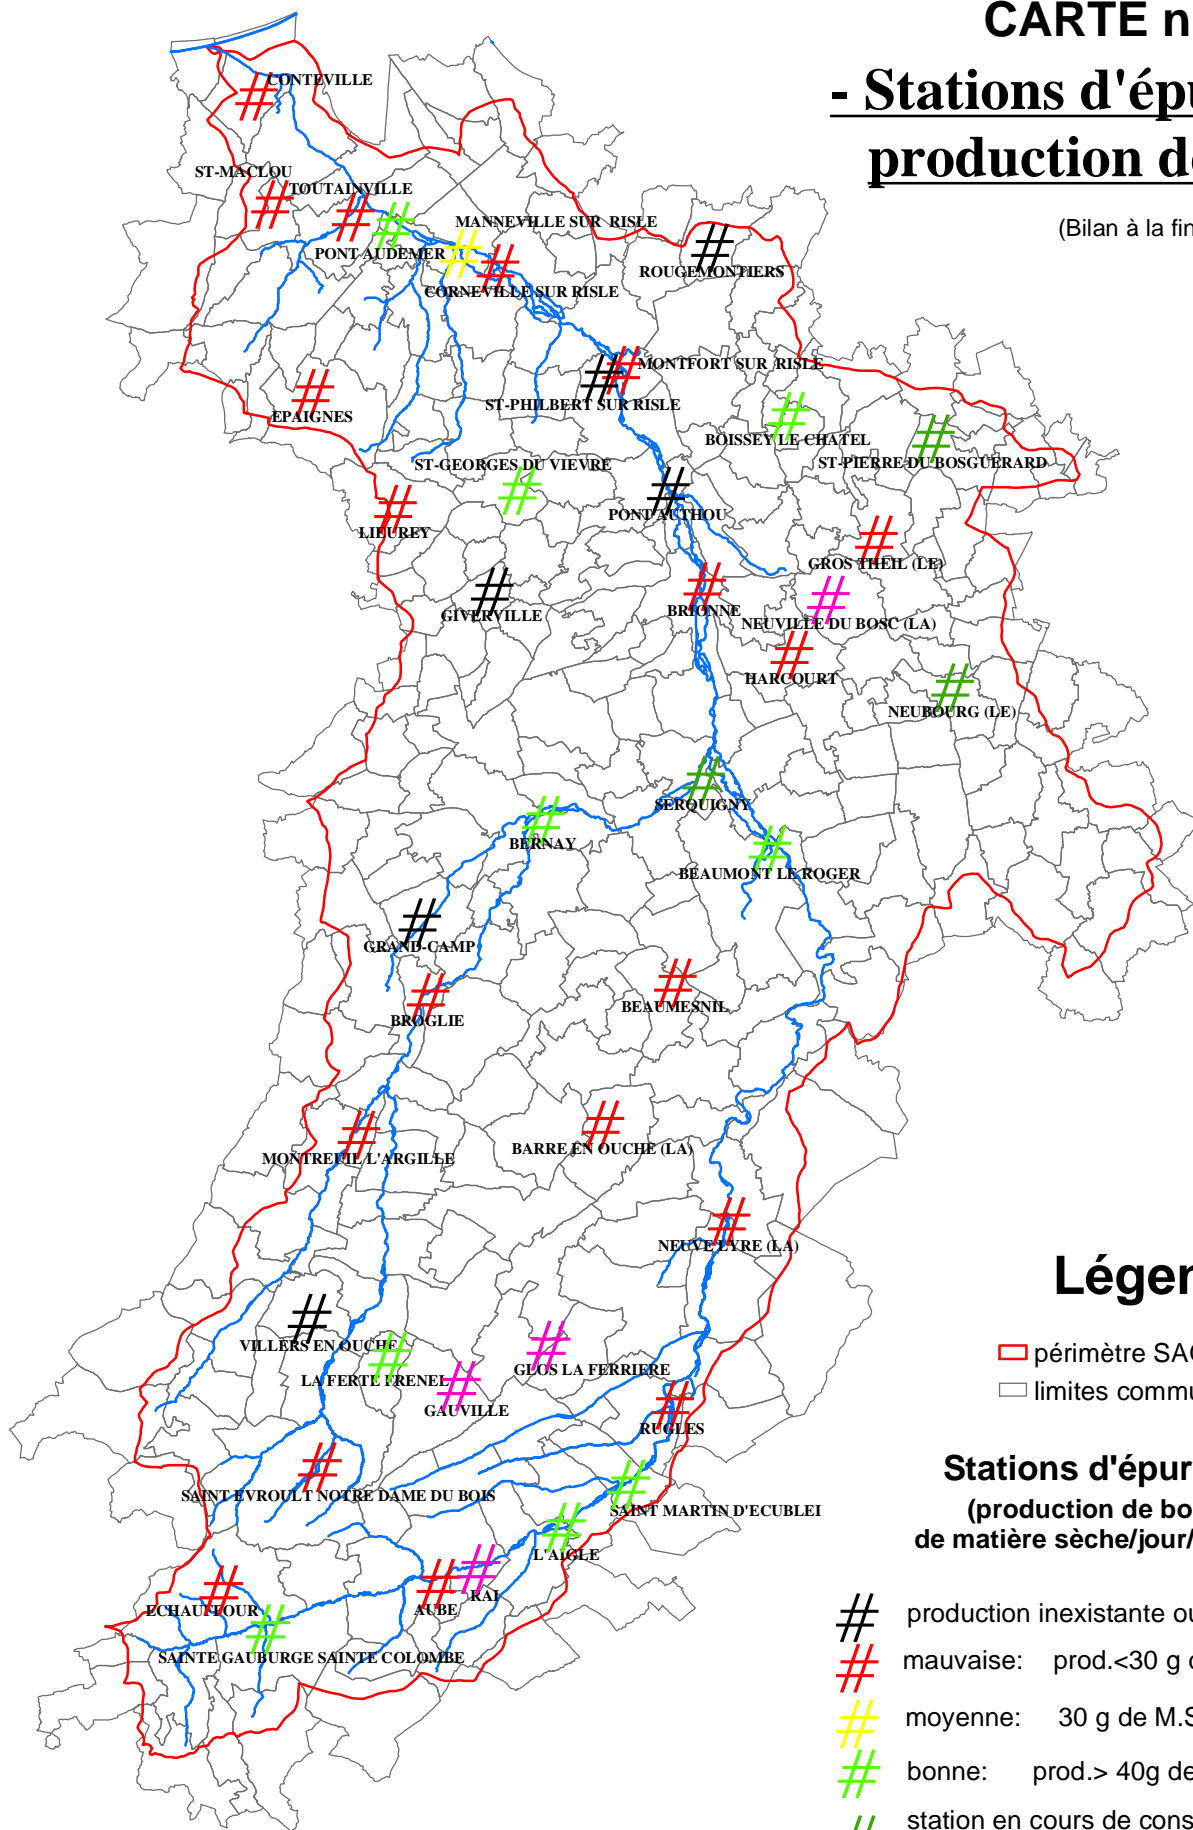 CARTE n
- Stations d'épu
production de
(Bilan à la fin
CONTEVILLE
ST-MACLOU
TOUTAINVILLE
MANNEVILLE SUR RISLE
PONT AUDEMER
ROUGEMONTIERS
CORNEVILLE SUR RISLE
MONTFORT SUR RISLE
ST-PHILBERT SUR RISLE
EPAIGNES
BOISSEY LE CHATEL
ST-GEORGES DU VIEVRE
ST-PIERRE DU BOSGUERARD
PONT AUTHOU
LIEUREY
GROS THEIL (LE)
GIVERVILLE
BRIONNE
NEUVILLE DU BOSC (LA)
HARCOURT
NEUBOURG (LE)
SERQUIGNY
BERNAY
BEAUMONT LE ROGER
GRAND-CAMP
BEAUMESNIL
BROGLIE
BARRE EN OUCHE (LA)
MONTREUIL L'ARGILLE
NEUVE LYRE (LA)
VILLERS EN OUCHE
GLOS LA FERRIERE
LA FERTE FRENEL
GAUVILLE
RUGLES
SAINT EVROULT NOTRE DAME DU BOIS
SAINT MARTIN D'ECUBLEI
L'AIGLE
RAI
ECHAUFFOUR
AUBE
SAINTE GAUBURGE SAINTE COLOMBE
Légen
périmètre SAG
limites commu
Stations d'épur
(production de bo
de matière sèche/jour/
production inexistante ou
mauvaise: prod.<30 g d
moyenne: 30 g de M.S
bonne: prod.> 40g de
station en cours de cons